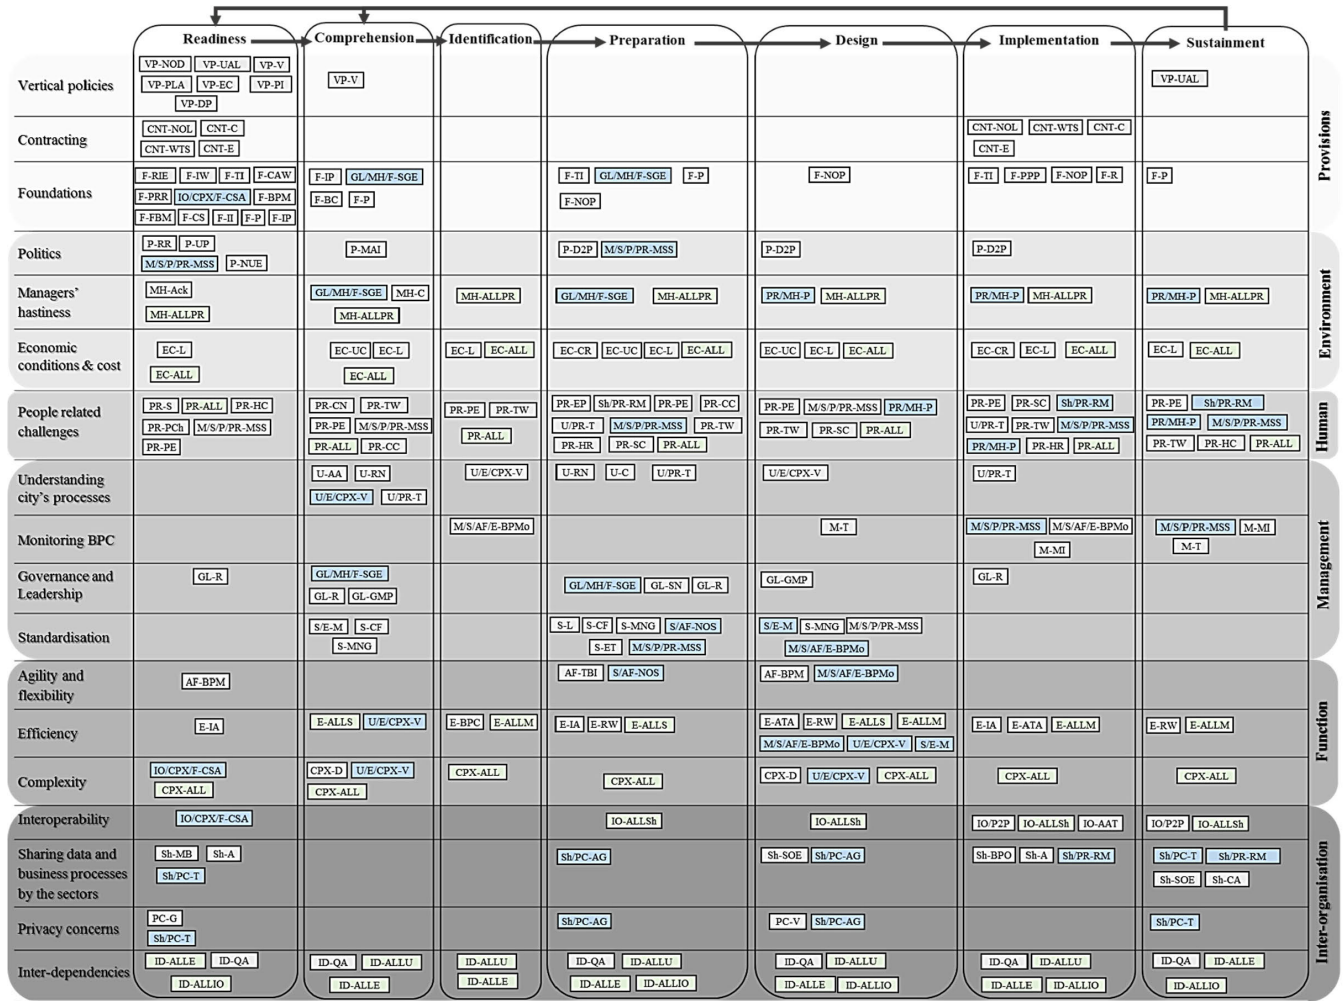 Readiness Comprehension Identification Preparation Design Implementation Sustainment
Vertical policies
VP-NOD VP-UAL VP-V
VP-PLA VP-EC VP-PI
VP-DP
VP-V
VP-UAL
Contracting
CNT-NOL CNT-C
CNT-WTS CNT-E
CNT-NOL CNT-WTS CNT-C
CNT-E
Foundations
F-RIE F-IW F-TI F-CAW
F-PRR IO/CPX/F-CSA F-BPM
F-FBM F-CS F-II F-P F-IP
F-IP GL/MH/F-SGE
F-BC F-P
F-TI GL/MH/F-SGE F-P
F-NOP
F-NOP
F-TI F-PPP F-NOP F-R
F-P
Provisions
Politics
P-RR P-UP
M/S/P/PR-MSS P-NUE
P-MAI
P-D2P M/S/P/PR-MSS
P-D2P
P-D2P
Managers'
hastiness
MH-Ack
MH-ALLPR
GL/MH/F-SGE MH-C
MH-ALLPR
MH-ALLPR
GL/MH/F-SGE MH-ALLPR
PR/MH-P MH-ALLPR
PR/MH-P MH-ALLPR
PR/MH-P MH-ALLPR
Economic
conditions & cost
EC-L
EC-ALL
EC-UC EC-L
EC-ALL
EC-L EC-ALL
EC-CR EC-UC EC-L EC-ALL
EC-UC EC-L EC-ALL
EC-CR EC-L EC-ALL
EC-L EC-ALL
Environment
People related
challenges
PR-S PR-ALL PR-HC
PR-PCh M/S/P/PR-MSS
PR-PE
PR-CN PR-TW
PR-PE M/S/P/PR-MSS
PR-ALL PR-CC
PR-PE PR-TW
PR-ALL
PR-EP Sh/PR-RM PR-PE PR-CC
U/PR-T M/S/P/PR-MSS PR-TW
PR-HR PR-SC PR-ALL
PR-PE M/S/P/PR-MSS PR/MH-P
PR-TW PR-SC PR-ALL
PR-PE PR-SC Sh/PR-RM
U/PR-T PR-TW M/S/P/PR-MSS
PR/MH-P PR-HR PR-ALL
PR-PE Sh/PR-RM
PR/MH-P M/S/P/PR-MSS
PR-TW PR-HC PR-ALL
Human
Understanding
city's processes
U-AA U-RN
U/E/CPX-V U/PR-T
U/E/CPX-V
U-RN U-C U/PR-T
U/E/CPX-V
U/PR-T
Monitoring BPC
M/S/AF/E-BPMo
M-T
M/S/P/PR-MSS M/S/AF/E-BPMo
M-MI
M/S/P/PR-MSS M-MI
M-T
Governance and
Leadership
GL-R
GL/MH/F-SGE
GL-R GL-GMP
GL/MH/F-SGE GL-SN GL-R
GL-GMP
GL-R
Standardisation
S/E-M S-CF
S-MNG
S-L S-CF S-MNG S/AF-NOS
S-ET M/S/P/PR-MSS
S/E-M S-MNG M/S/P/PR-MSS
M/S/AF/E-BPMo
Management
Agility and
flexibility
AF-BPM
AF-TBI S/AF-NOS
AF-BPM M/S/AF/E-BPMo
Efficiency
E-IA
E-ALLS U/E/CPX-V
E-BPC E-ALLM
E-IA E-RW E-ALLS
E-ATA E-RW E-ALLS E-ALLM
M/S/AF/E-BPMo U/E/CPX-V S/E-M
E-IA E-ATA E-ALLM
E-RW E-ALLM
Complexity
IO/CPX/F-CSA
CPX-ALL
CPX-D U/E/CPX-V
CPX-ALL
CPX-ALL
CPX-ALL
CPX-D U/E/CPX-V CPX-ALL
CPX-ALL
CPX-ALL
Function
Interoperability
IO/CPX/F-CSA
IO-ALLSh
IO-ALLSh
IO/P2P IO-ALLSh IO-AAT
IO/P2P IO-ALLSh
Sharing data and
business processes
by the sectors
Sh-MB Sh-A
Sh/PC-T
Sh/PC-AG
Sh-SOE Sh/PC-AG
Sh-BPO Sh-A Sh/PR-RM
Sh/PC-T Sh/PR-RM
Sh-SOE Sh-CA
Privacy concerns
PC-G
Sh/PC-T
Sh/PC-AG
PC-V Sh/PC-AG
Sh/PC-T
Inter-dependencies
ID-ALLE ID-QA
ID-ALLIO
ID-QA ID-ALLU
ID-ALLE
ID-ALLU
ID-ALLE
ID-QA ID-ALLU
ID-ALLE ID-ALLIO
ID-QA ID-ALLU
ID-ALLE ID-ALLIO
ID-QA ID-ALLU
ID-ALLE ID-ALLIO
ID-QA ID-ALLE
ID-ALLIO
Inter-organisation